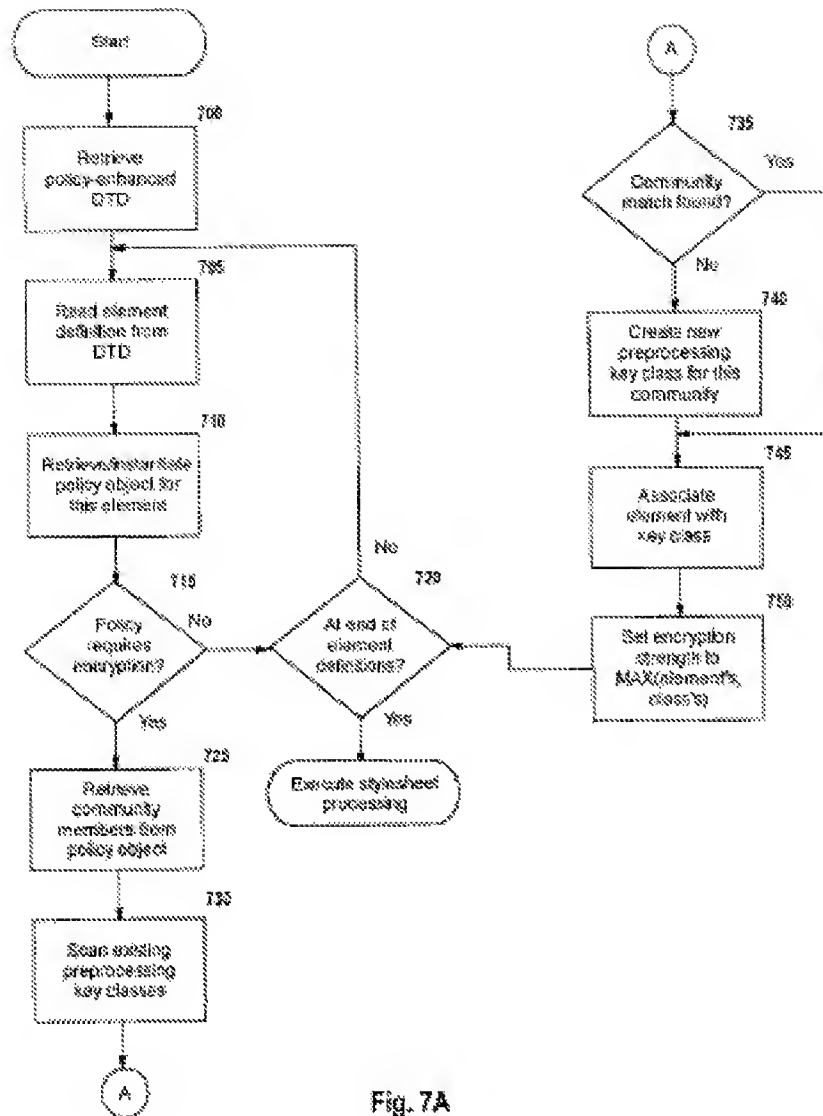 Start
700
Retrieve
policy-enhanced
DTD
705
Read element
definition from
DTD
710
Retrieve/instantiate
policy object for
this element
715
Policy
requires
encryption?
No
Yes
720
At end of
element
definitions?
No
Yes
Execute stylesheet
processing
725
Retrieve
community
members from
policy object
730
Scan existing
preprocessing
key classes
A
A
735
Community
match found?
Yes
No
740
Create new
preprocessing
key class for this
community
745
Associate
element with
key class
750
Set encryption
strength to
MAX(element's,
class's)
Fig. 7A